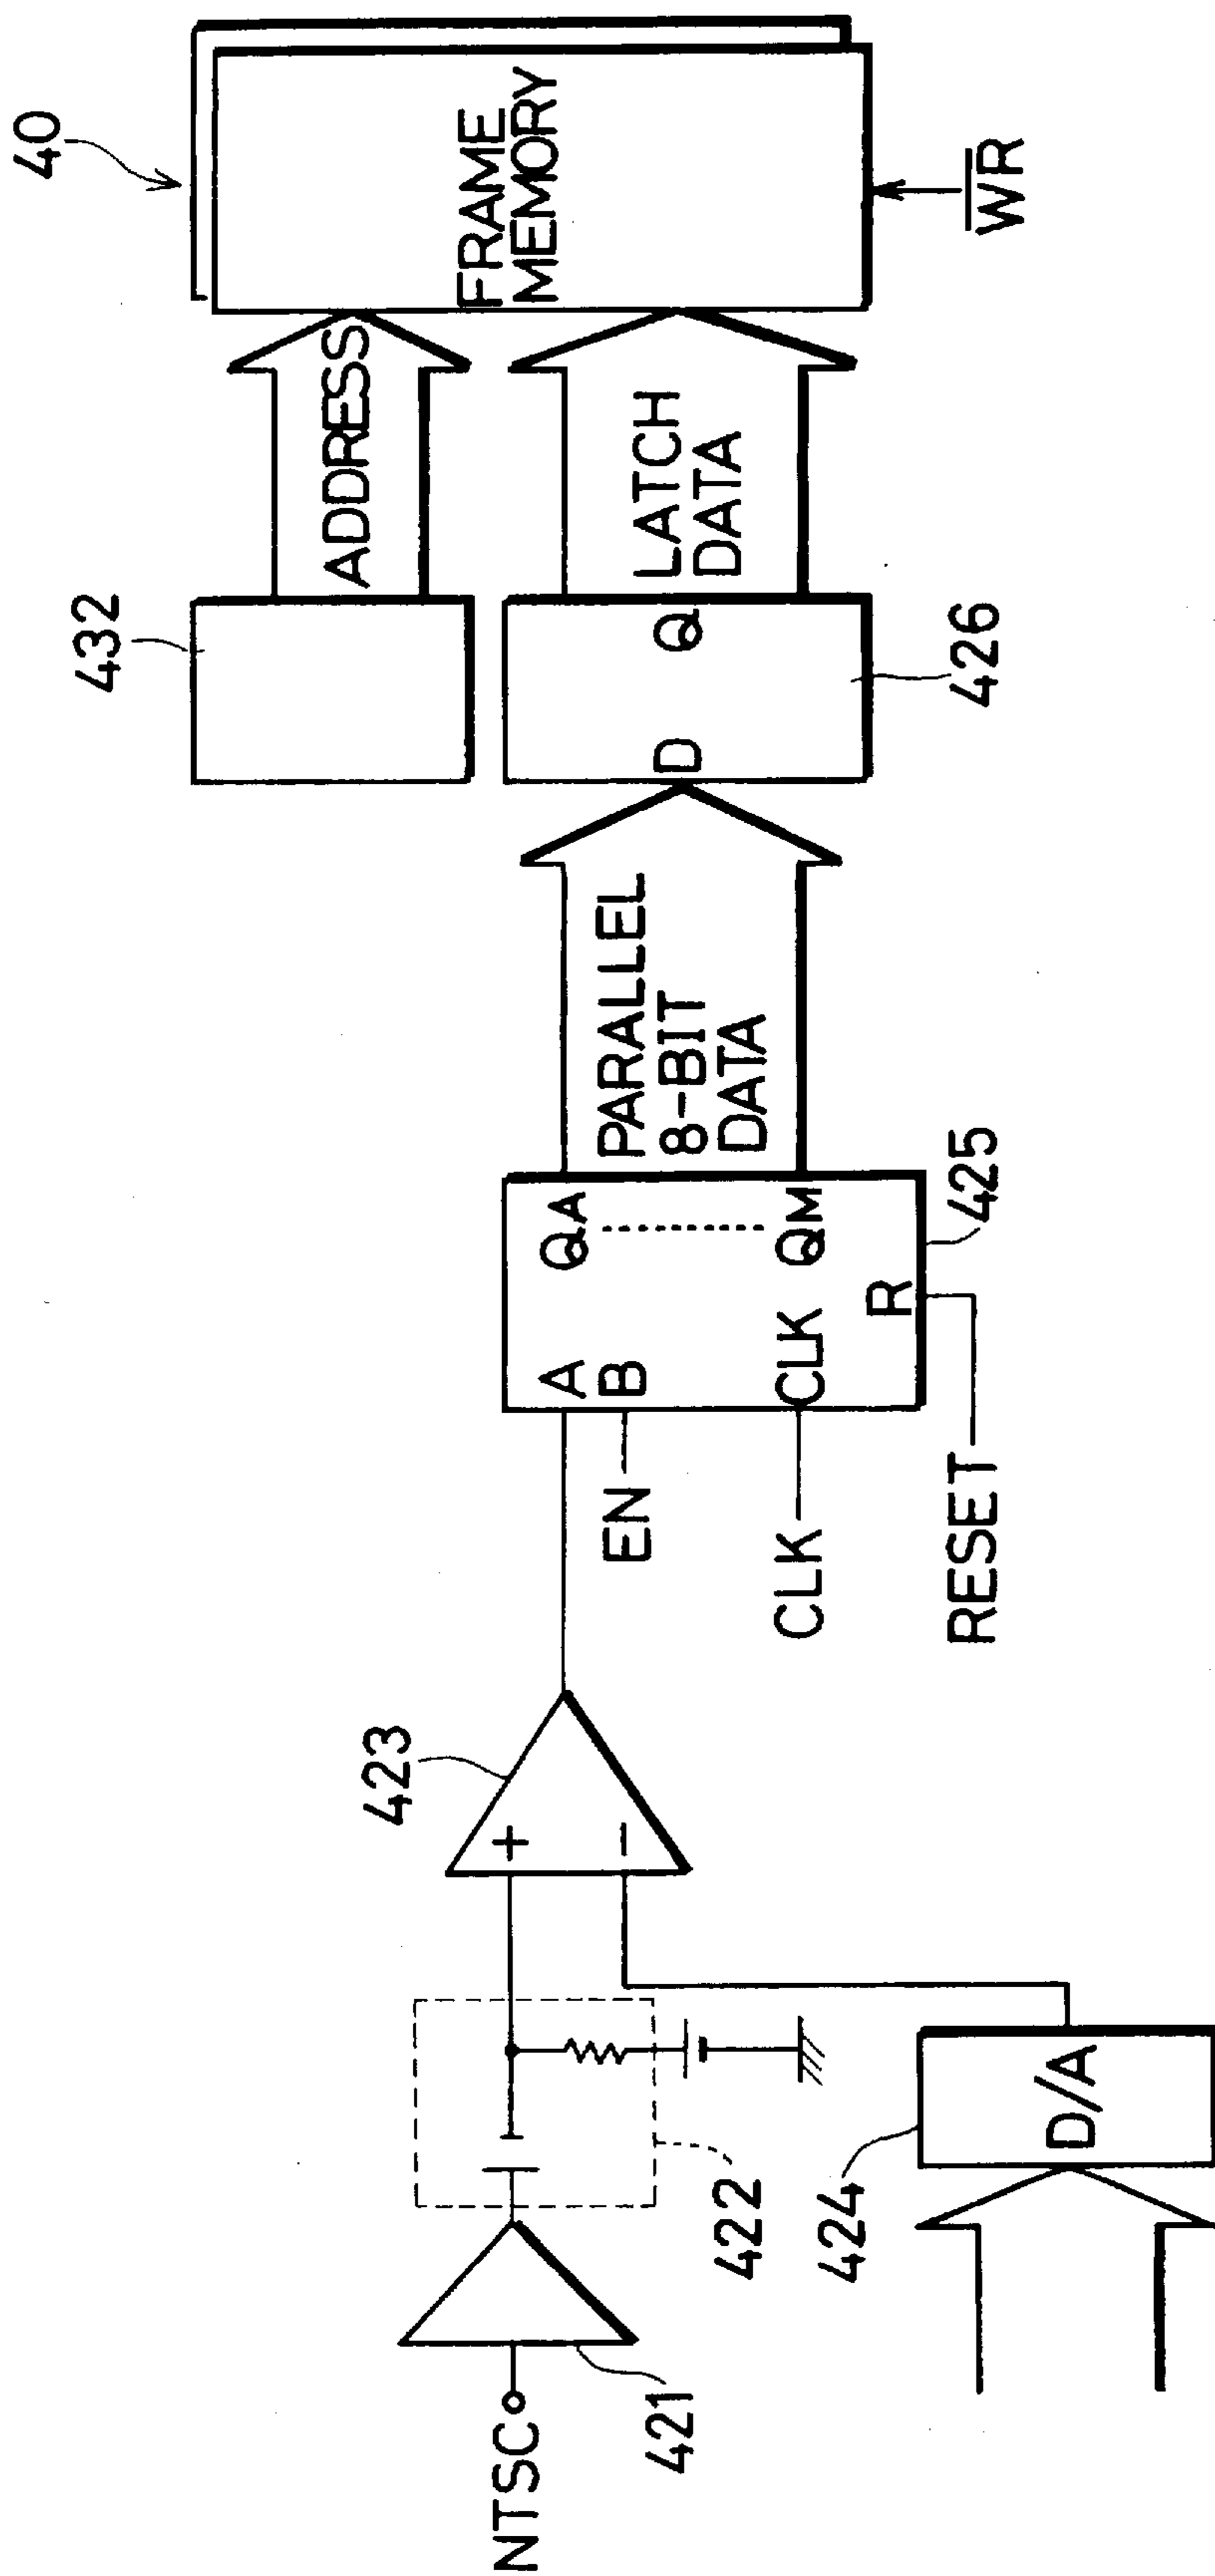 NTSC
421
422
424
D/A
423
+
−
EN
CLK
RESET
A
B
CLK
R
QA
QM
425
PARALLEL
8-BIT
DATA
D
Q
426
432
ADDRESS
LATCH
DATA
40
FRAME
MEMORY
WR